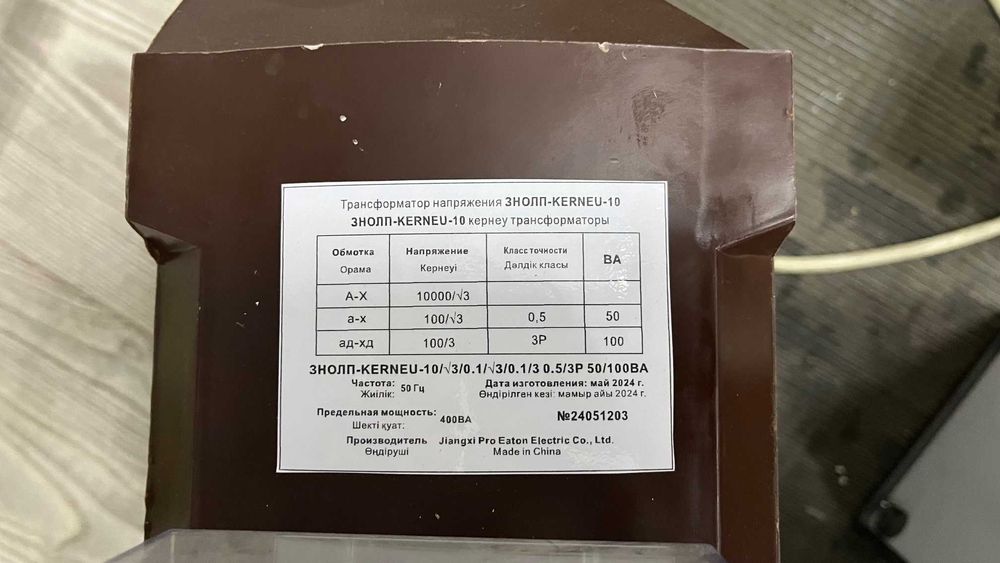 Трансформатор напряжения ЗНОЛП-KERNEU-10
ЗНОЛП-KERNEU-10 кернеу трансформаторы
Обмотка Напряжение Класс точности ВА
Орама Кернеуі Дәлдік класы
А-Х 10000/√3
а-х 100/√3 0,5 50
ад-хд 100/3 3Р 100
ЗНОЛП-KERNEU-10/√3/0.1/√3/0.1/3 0.5/3Р 50/100ВА
Частота: 50 Гц Дата изготовления: май 2024 г.
Жиілік: Өндірілген кезі: мамыр айы 2024 г.
Предельная мощность: 400ВА №24051203
Шекті қуат:
Производитель Jiangxi Pro Eaton Electric Co., Ltd.
Өндіруші Made in China